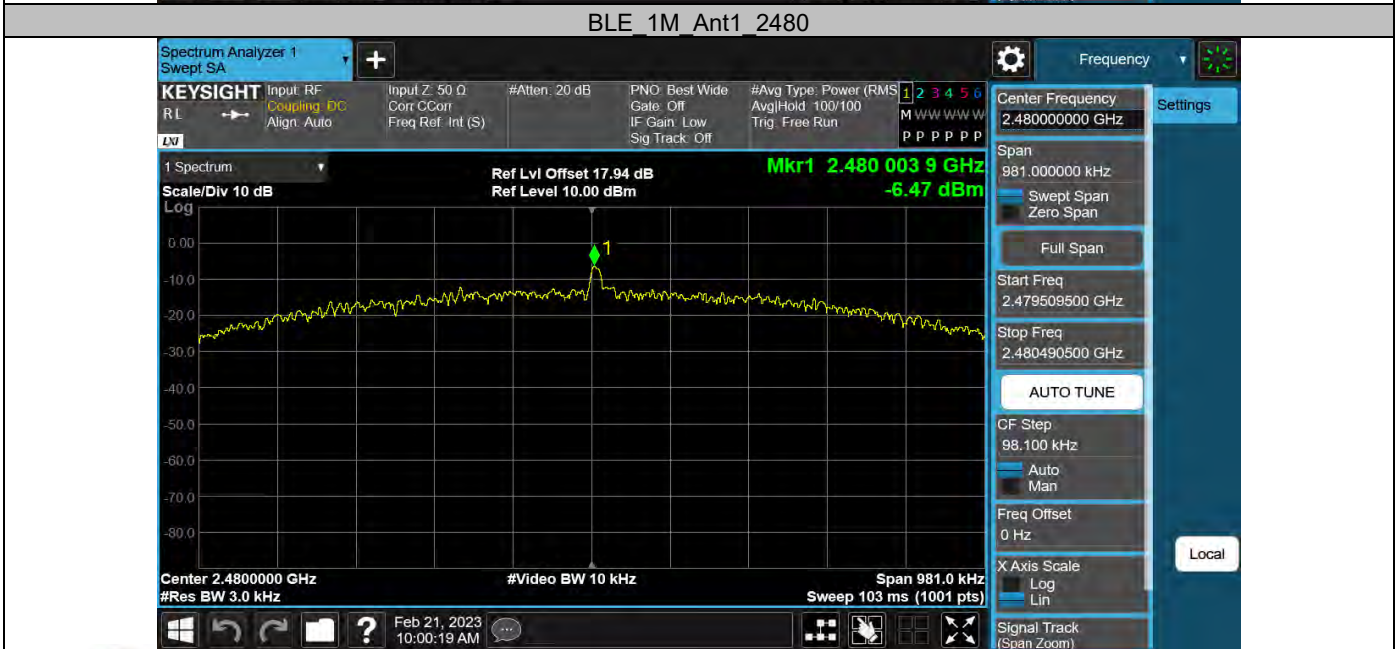 BLE_1M_Ant1_2480
Spectrum Analyzer 1
Swept SA
Frequency
KEYSIGHT
RL
LXI
Input: RF
Coupling: DC
Align: Auto
Input Z: 50 Ω
Corr CCorr
Freq Ref: Int (S)
#Atten: 20 dB
PNO: Best Wide
Gate: Off
IF Gain: Low
Sig Track: Off
#Avg Type: Power (RMS
Avg|Hold: 100/100
Trig: Free Run
1 2 3 4 5 6
M W W W W W
P P P P P P
Center Frequency
2.480000000 GHz
Settings
1 Spectrum
Scale/Div 10 dB
Ref Lvl Offset 17.94 dB
Ref Level 10.00 dBm
Mkr1 2.480 003 9 GHz
-6.47 dBm
Span
981.000000 kHz
Swept Span
Zero Span
Full Span
Start Freq
2.479509500 GHz
Stop Freq
2.480490500 GHz
AUTO TUNE
CF Step
98.100 kHz
Auto
Man
Freq Offset
0 Hz
X Axis Scale
Log
Lin
Signal Track
(Span Zoom)
Local
Log
1
0.00
-10.0
-20.0
-30.0
-40.0
-50.0
-60.0
-70.0
-80.0
Center 2.4800000 GHz
#Video BW 10 kHz
Span 981.0 kHz
#Res BW 3.0 kHz
Sweep 103 ms (1001 pts)
?
Feb 21, 2023
10:00:19 AM